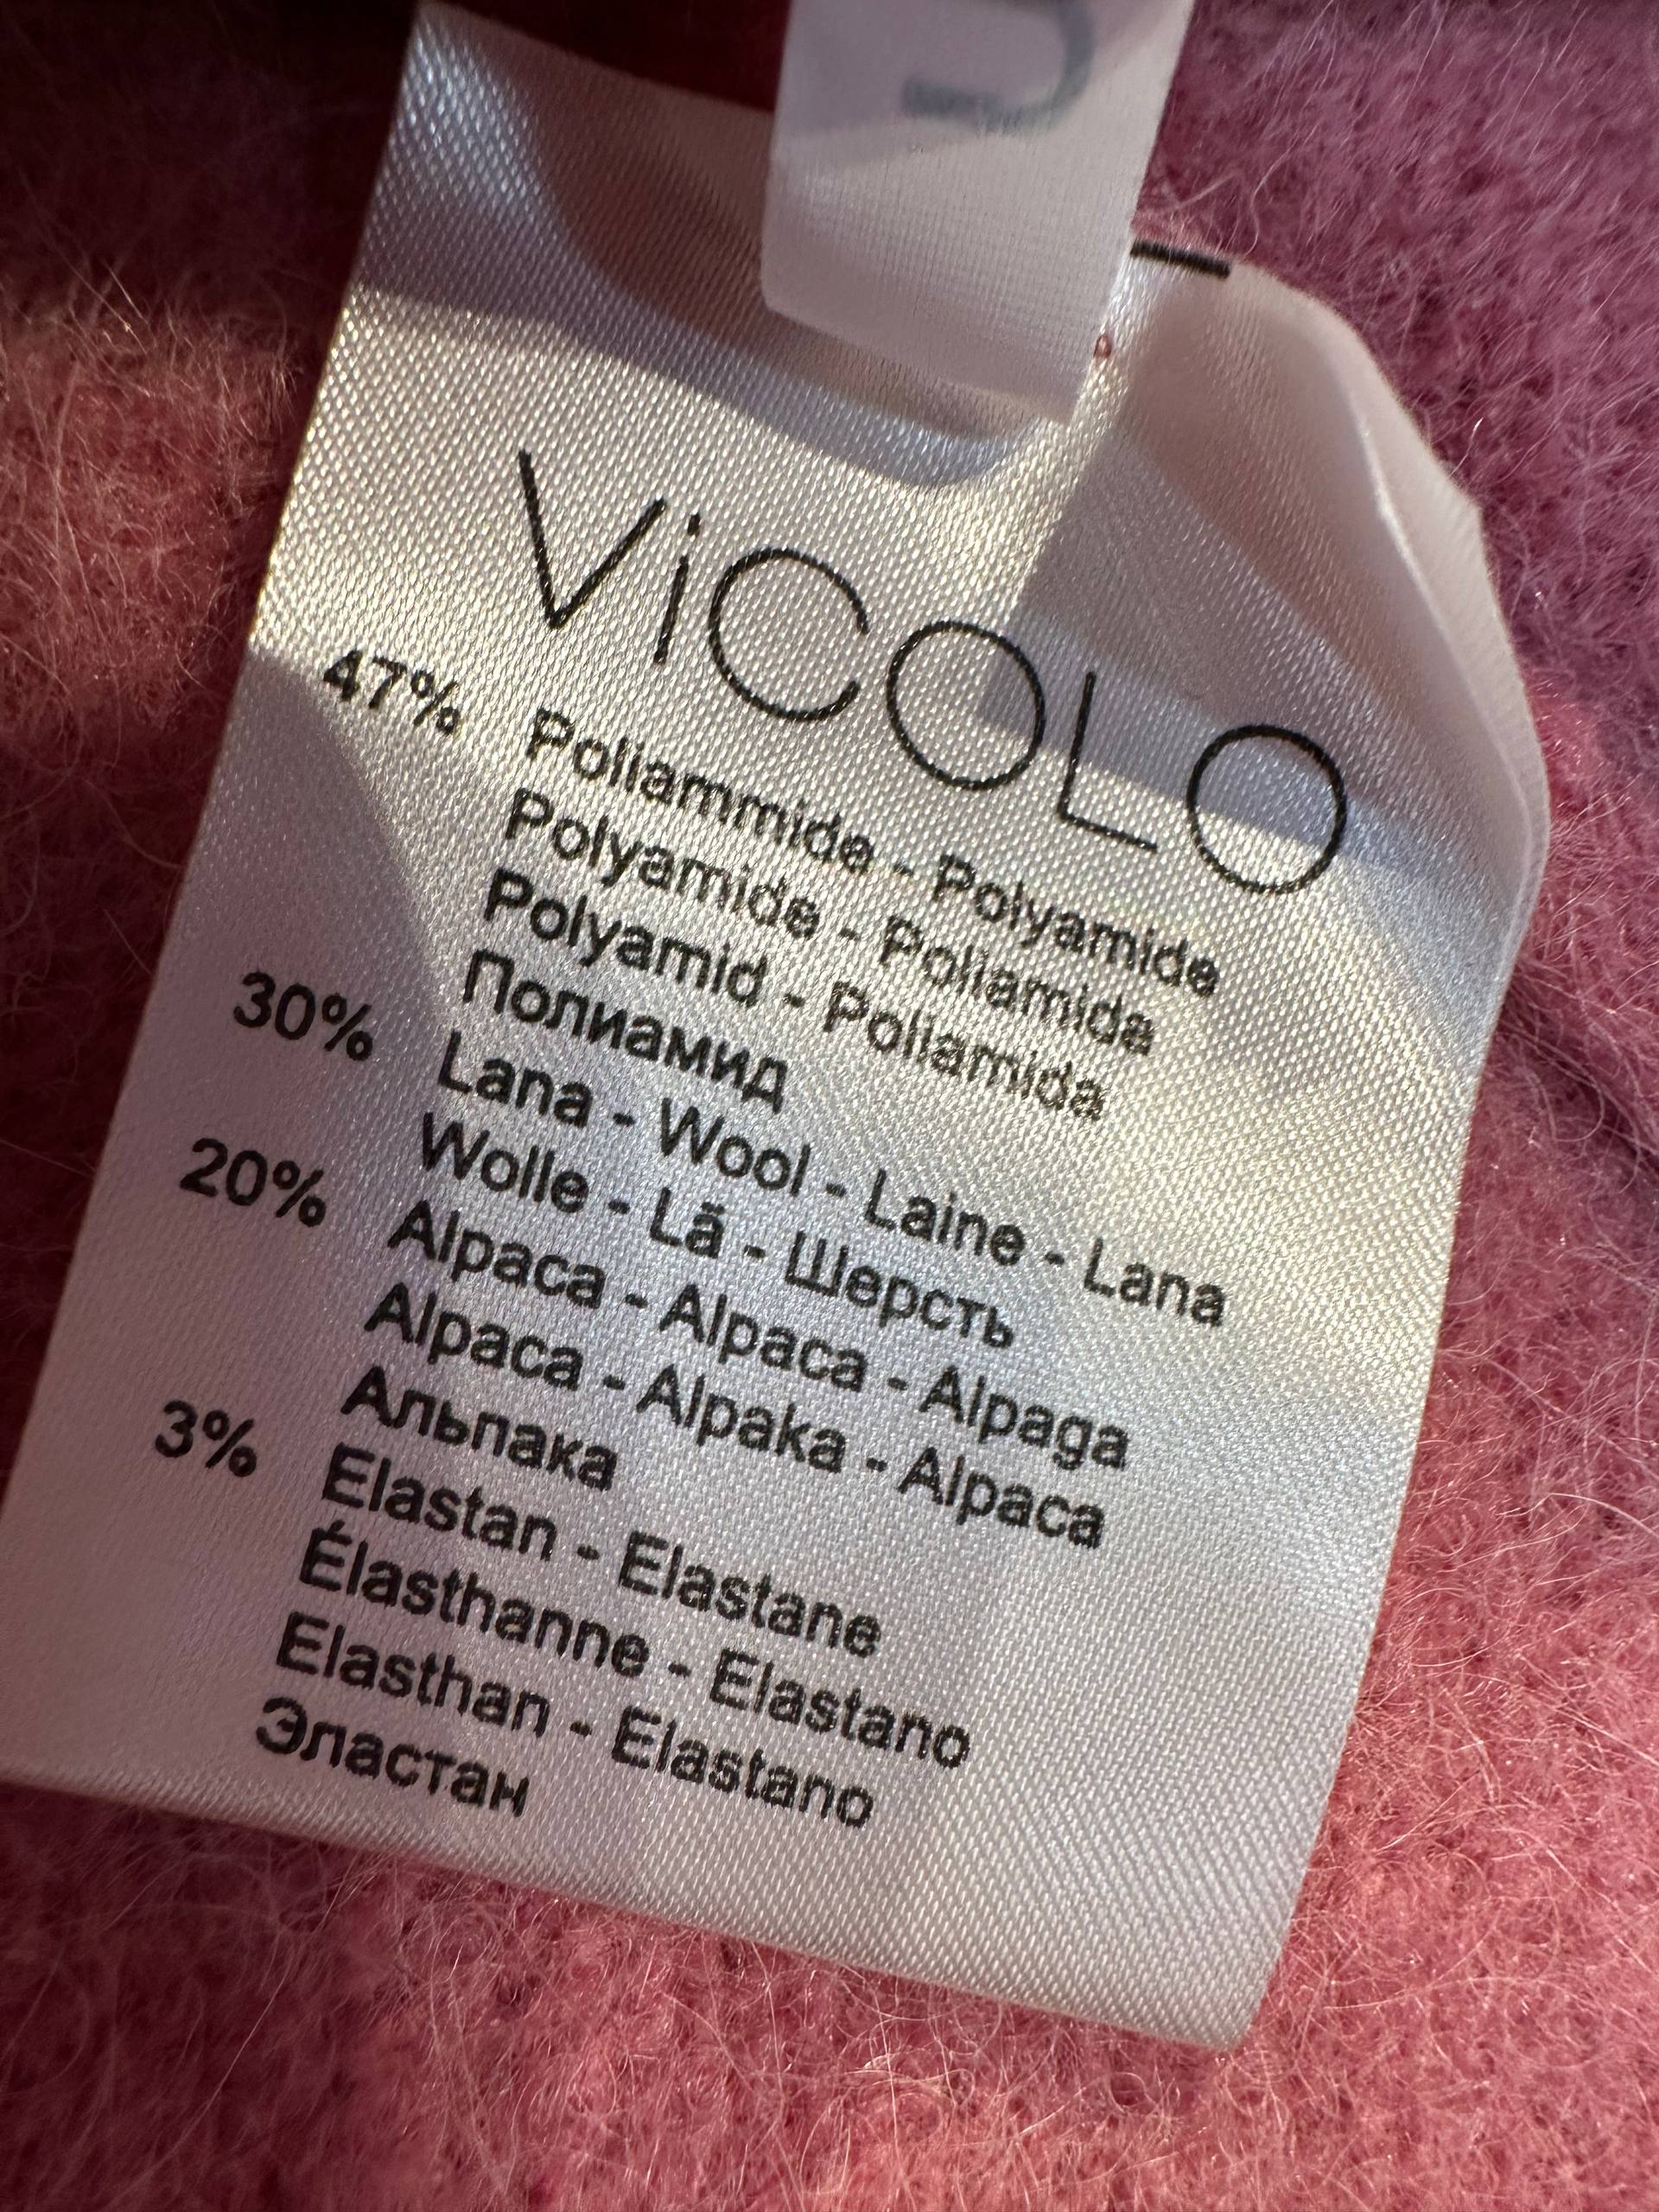 ViCOLO
47% Poliammide - Polyamide
Polyamide - Poliamida
Polyamid - Poliamida
Полиамид
30% Lana - Wool - Laine - Lana
Wolle - Lã - Шерсть
20% Alpaca - Alpaca - Alpaga
Alpaca - Alpaka - Alpaca
Альпака
3% Elastan - Elastane
Élasthanne - Elastano
Elasthan - Elastano
Эластан